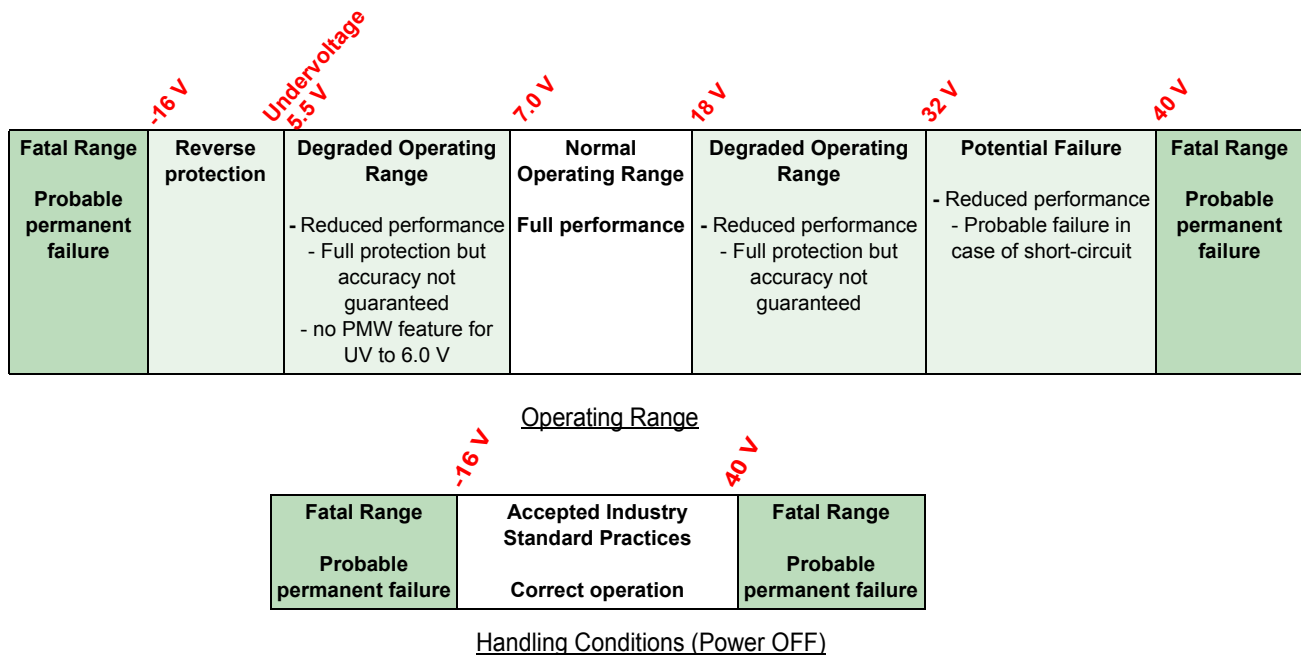 -16 V
Undervoltage
5.5 V
7.0 V
18 V
32 V
40 V
Fatal Range
Probable
permanent
failure
Reverse
protection
Degraded Operating
Range
- Reduced performance
- Full protection but
accuracy not
guaranteed
- no PMW feature for
UV to 6.0 V
Normal
Operating Range
Full performance
Degraded Operating
Range
- Reduced performance
- Full protection but
accuracy not
guaranteed
Potential Failure
- Reduced performance
- Probable failure in
case of short-circuit
Fatal Range
Probable
permanent
failure
Operating Range
-16 V
40 V
Fatal Range
Probable
permanent failure
Accepted Industry
Standard Practices
Correct operation
Fatal Range
Probable
permanent failure
Handling Conditions (Power OFF)